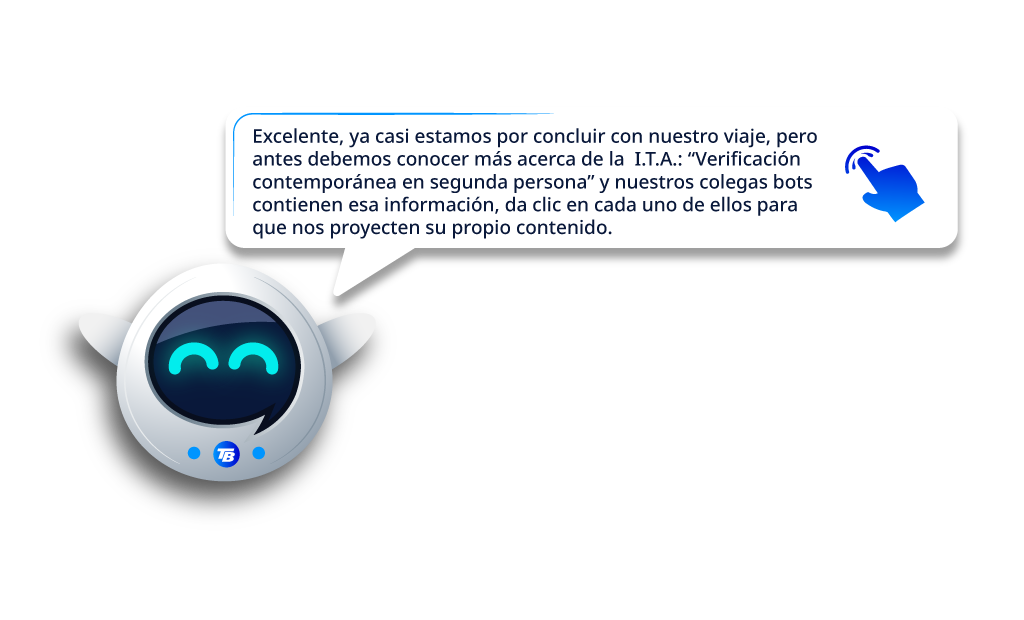 Excelente, ya casi estamos por concluir con nuestro viaje, pero
antes debemos conocer más acerca de la  I.T.A.: “Verificación
contemporánea en segunda persona” y nuestros colegas bots
contienen esa información, da clic en cada uno de ellos para
que nos proyecten su propio contenido.
TB